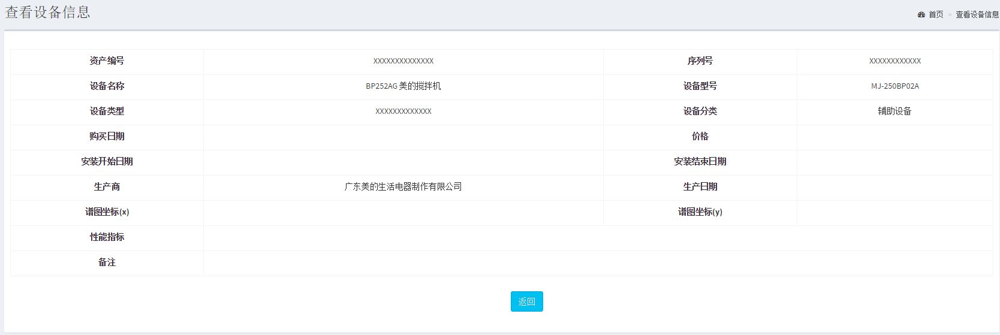 查看设备信息
首页 > 查看设备信息
资产编号 XXXXXXXXXXXXXX 序列号 XXXXXXXXXXXX
设备名称 BP252AG 美的搅拌机 设备型号 MJ-250BP02A
设备类型 XXXXXXXXXXXXX 设备分类 辅助设备
购买日期 价格
安装开始日期 安装结束日期
生产商 广东美的生活电器制作有限公司 生产日期
谱图坐标(x) 谱图坐标(y)
性能指标
备注
返回